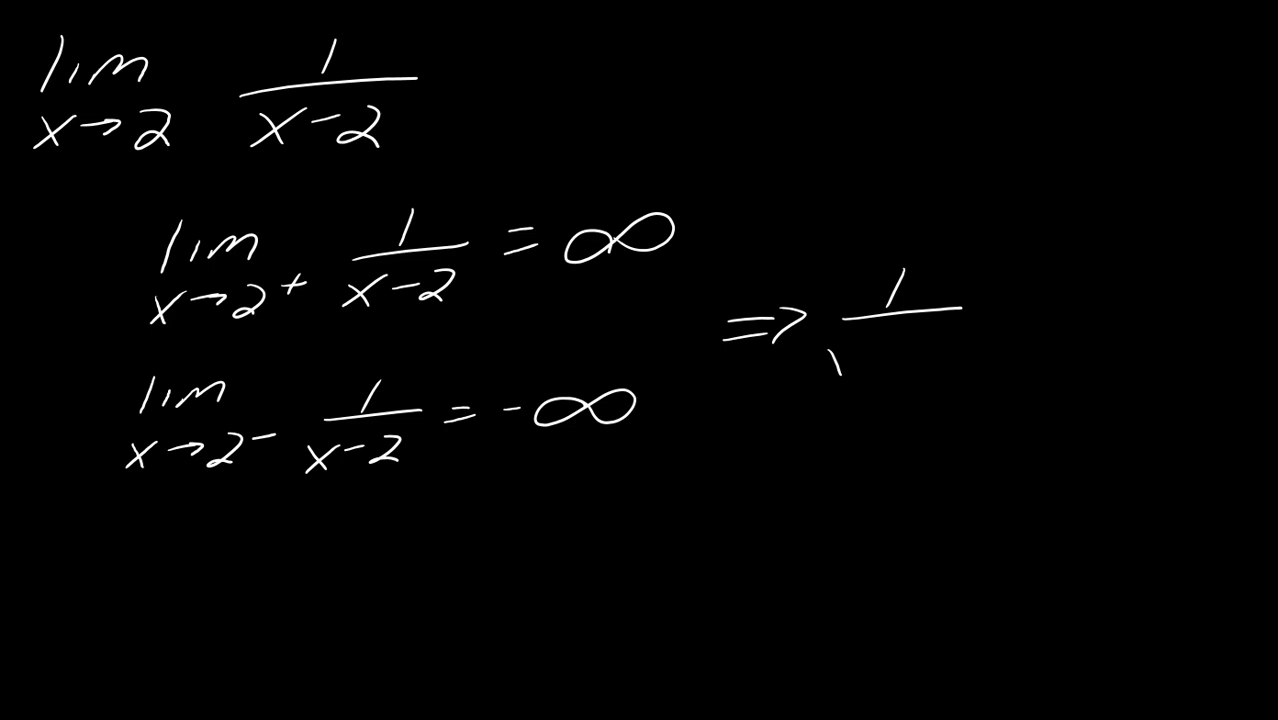 lim 1/(x-2)
x→2
lim 1/(x-2) = ∞
x→2⁺
⇒ 1/
lim 1/(x-2) = -∞
x→2⁻